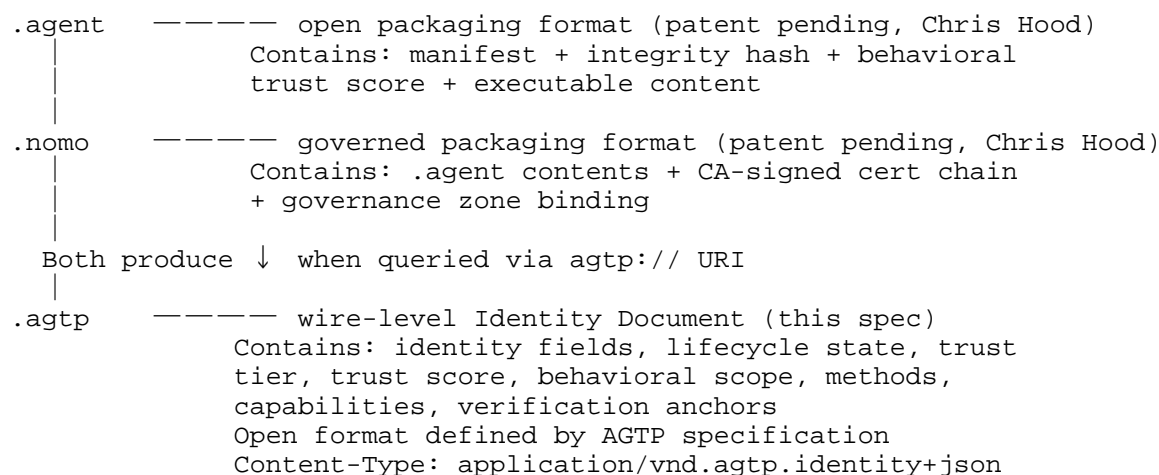 .agent ———— open packaging format (patent pending, Chris Hood)
Contains: manifest + integrity hash + behavioral
trust score + executable content
.nomo ———— governed packaging format (patent pending, Chris Hood)
Contains: .agent contents + CA-signed cert chain
+ governance zone binding
Both produce ↓ when queried via agtp:// URI
.agtp ———— wire-level Identity Document (this spec)
Contains: identity fields, lifecycle state, trust
tier, trust score, behavioral scope, methods,
capabilities, verification anchors
Open format defined by AGTP specification
Content-Type: application/vnd.agtp.identity+json